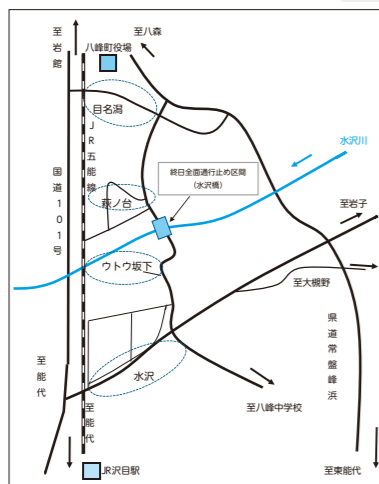 至岩館
八峰町役場
至八森
目名潟
JR五能線
国道101号
水沢川
終日全面通行止め区間
(水沢橋)
萩ノ台
至岩子
ウトウ坂下
至大槻野
県道常盤峰浜
水沢
至能代
至能代
至八峰中学校
JR沢目駅
至東能代